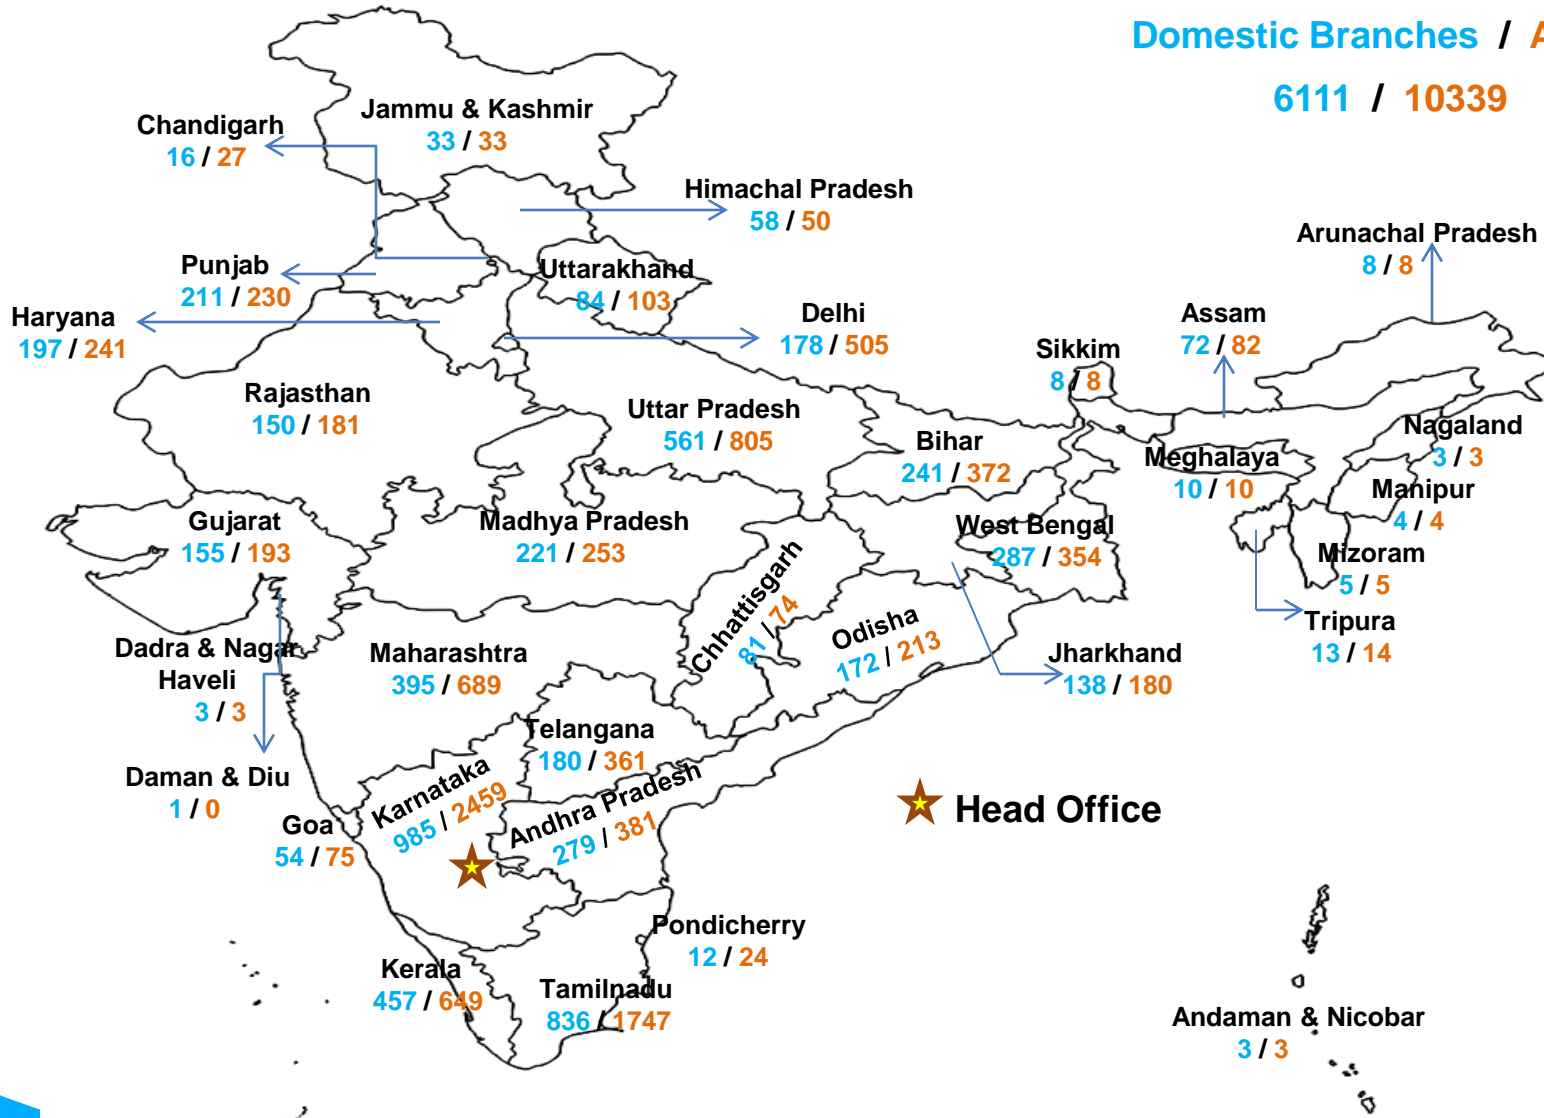 Domestic Branches / A
6111 / 10339
Jammu & Kashmir
33 / 33
Chandigarh
16 / 27
Himachal Pradesh
58 / 50
Arunachal Pradesh
8 / 8
Punjab
211 / 230
Uttarakhand
84 / 103
Haryana
197 / 241
Delhi
178 / 505
Assam
72 / 82
Sikkim
8 / 8
Rajasthan
150 / 181
Uttar Pradesh
561 / 805
Bihar
241 / 372
Nagaland
3 / 3
Meghalaya
10 / 10
Manipur
4 / 4
Gujarat
155 / 193
Madhya Pradesh
221 / 253
West Bengal
287 / 354
Mizoram
5 / 5
Chhattisgarh
81 / 74
Odisha
172 / 213
Tripura
13 / 14
Dadra & Nagar
Haveli
3 / 3
Maharashtra
395 / 689
Jharkhand
138 / 180
Telangana
180 / 361
Daman & Diu
1 / 0
Karnataka
985 / 2459
Andhra Pradesh
279 / 381
Head Office
Goa
54 / 75
Pondicherry
12 / 24
Kerala
457 / 649
Tamilnadu
836 / 1747
Andaman & Nicobar
3 / 3